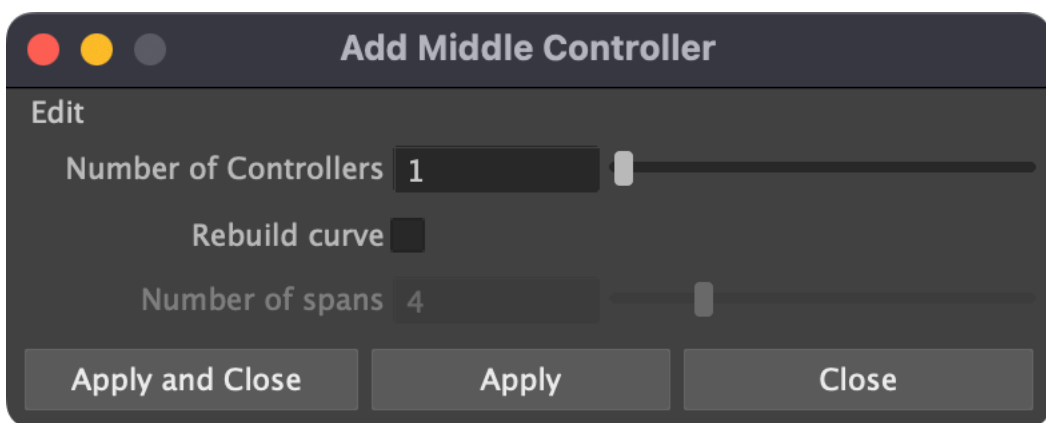 Add Middle Controller
Edit
Number of Controllers 1
Rebuild curve
Number of spans 4
Apply and Close Apply Close